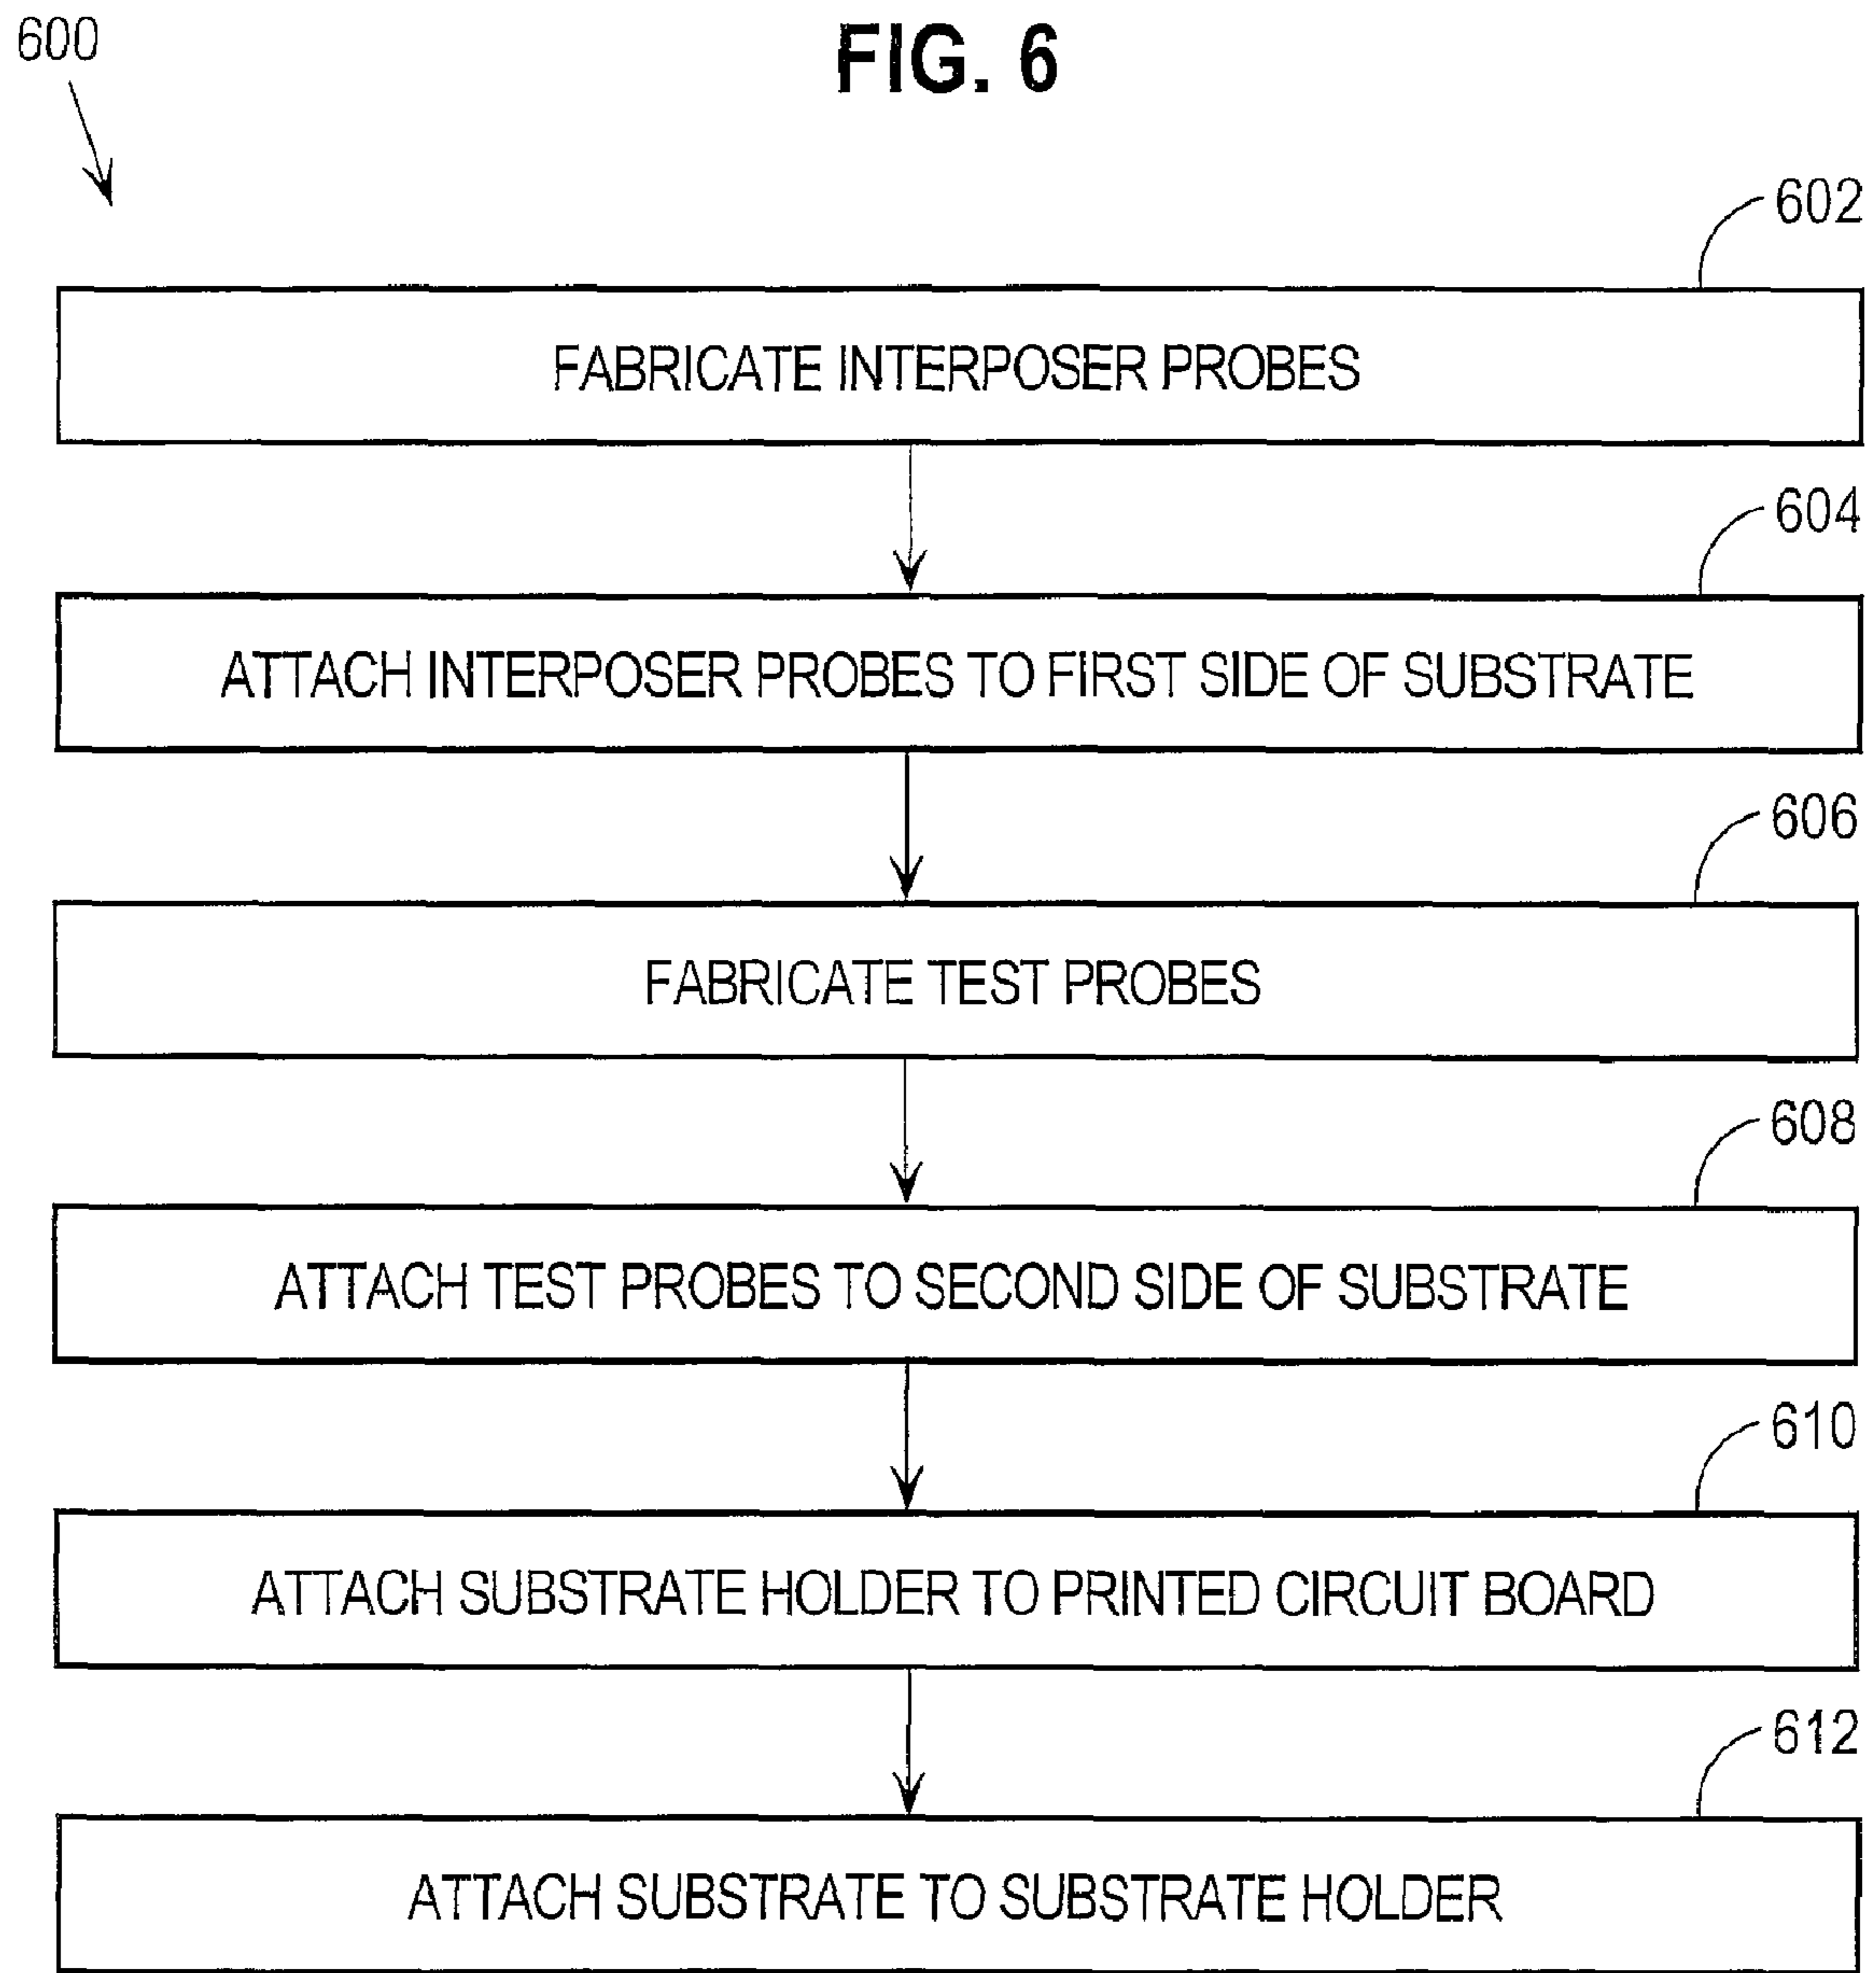 600
FIG. 6
602
FABRICATE INTERPOSER PROBES
604
ATTACH INTERPOSER PROBES TO FIRST SIDE OF SUBSTRATE
606
FABRICATE TEST PROBES
608
ATTACH TEST PROBES TO SECOND SIDE OF SUBSTRATE
610
ATTACH SUBSTRATE HOLDER TO PRINTED CIRCUIT BOARD
612
ATTACH SUBSTRATE TO SUBSTRATE HOLDER